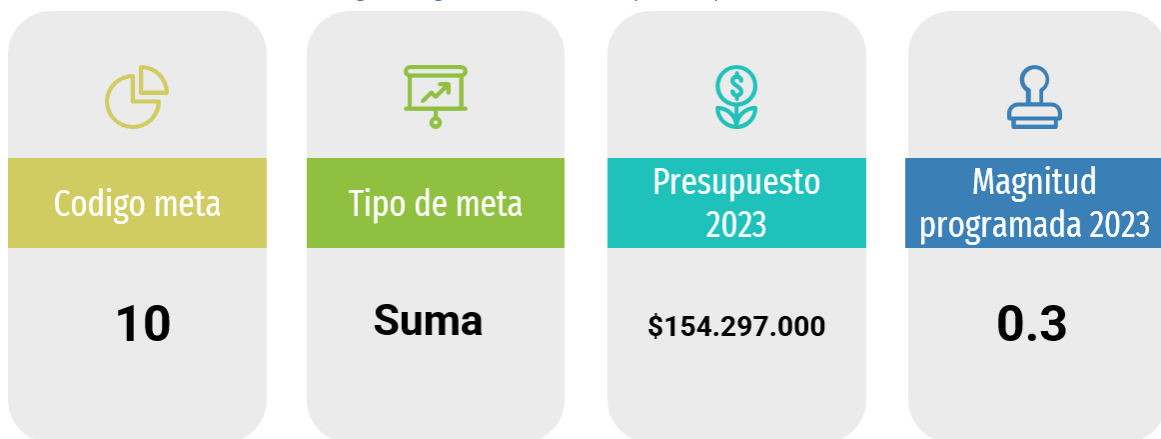 Codigo meta
10
Tipo de meta
Suma
Presupuesto
2023
$154.297.000
Magnitud
programada 2023
0.3